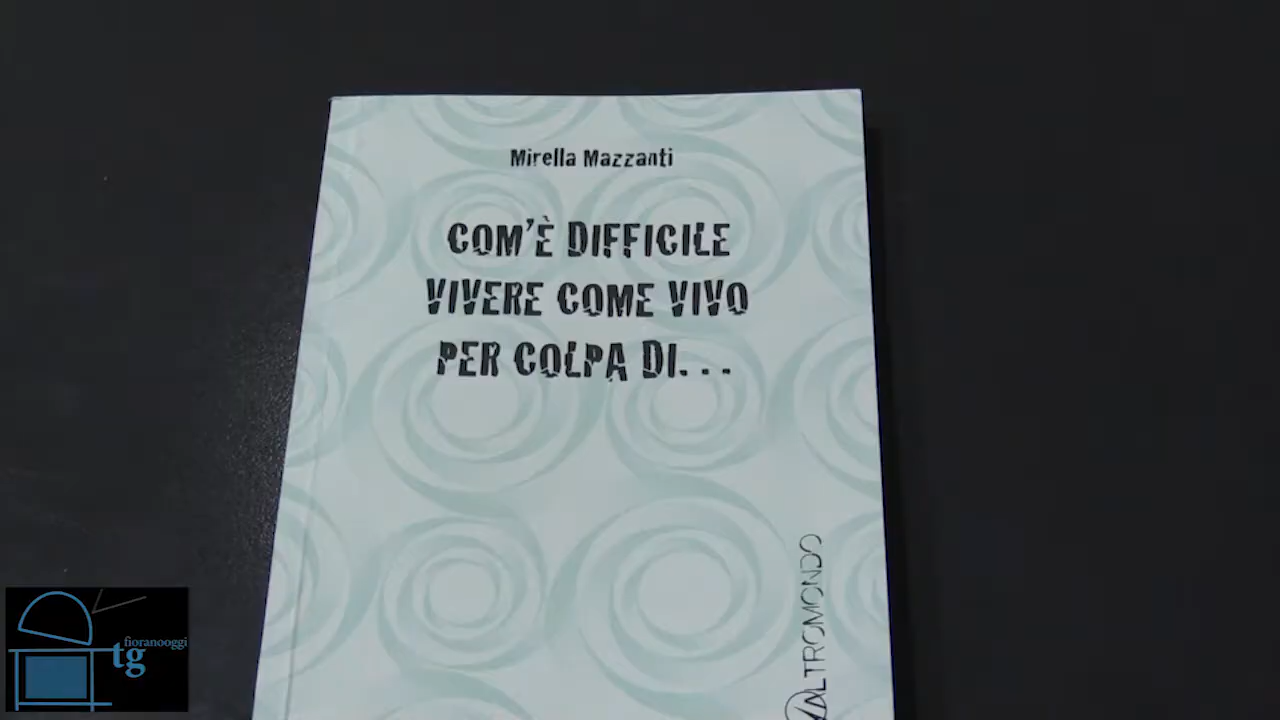 Mirella Mazzanti
COM'È DIFFICILE
VIVERE COME VIVO
PER COLPA DI...
ALTROMONDO
fioranooggi
tg